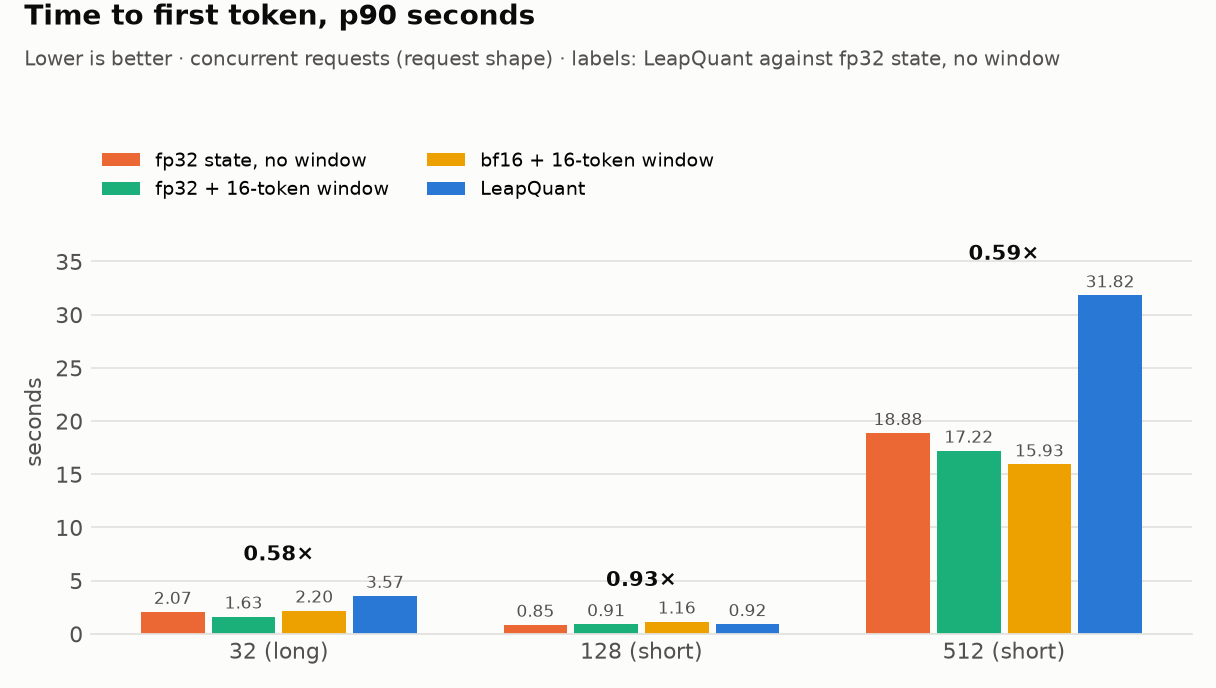 Time to first token, p90 seconds
Lower is better · concurrent requests (request shape) · labels: LeapQuant against fp32 state, no window
fp32 state, no window
bf16 + 16-token window
fp32 + 16-token window
LeapQuant
0.59×
35
31.82
30
25
seconds
20
18.88
17.22
15.93
15
10
0.58×
0.93×
5
2.07
1.63
2.20
3.57
0.85
0.91
1.16
0.92
0
32 (long)
128 (short)
512 (short)